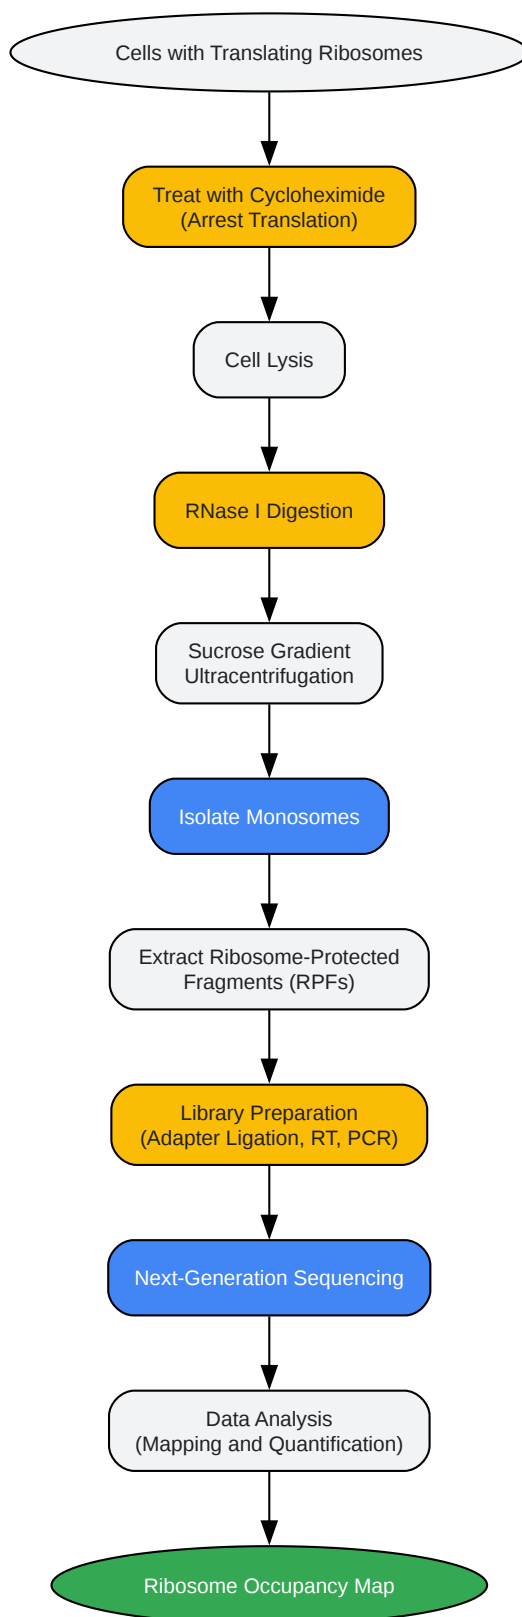 Cells with Translating Ribosomes
Treat with Cycloheximide
(Arrest Translation)
Cell Lysis
RNase I Digestion
Sucrose Gradient
Ultracentrifugation
Isolate Monosomes
Extract Ribosome-Protected
Fragments (RPFs)
Library Preparation
(Adapter Ligation, RT, PCR)
Next-Generation Sequencing
Data Analysis
(Mapping and Quantification)
Ribosome Occupancy Map